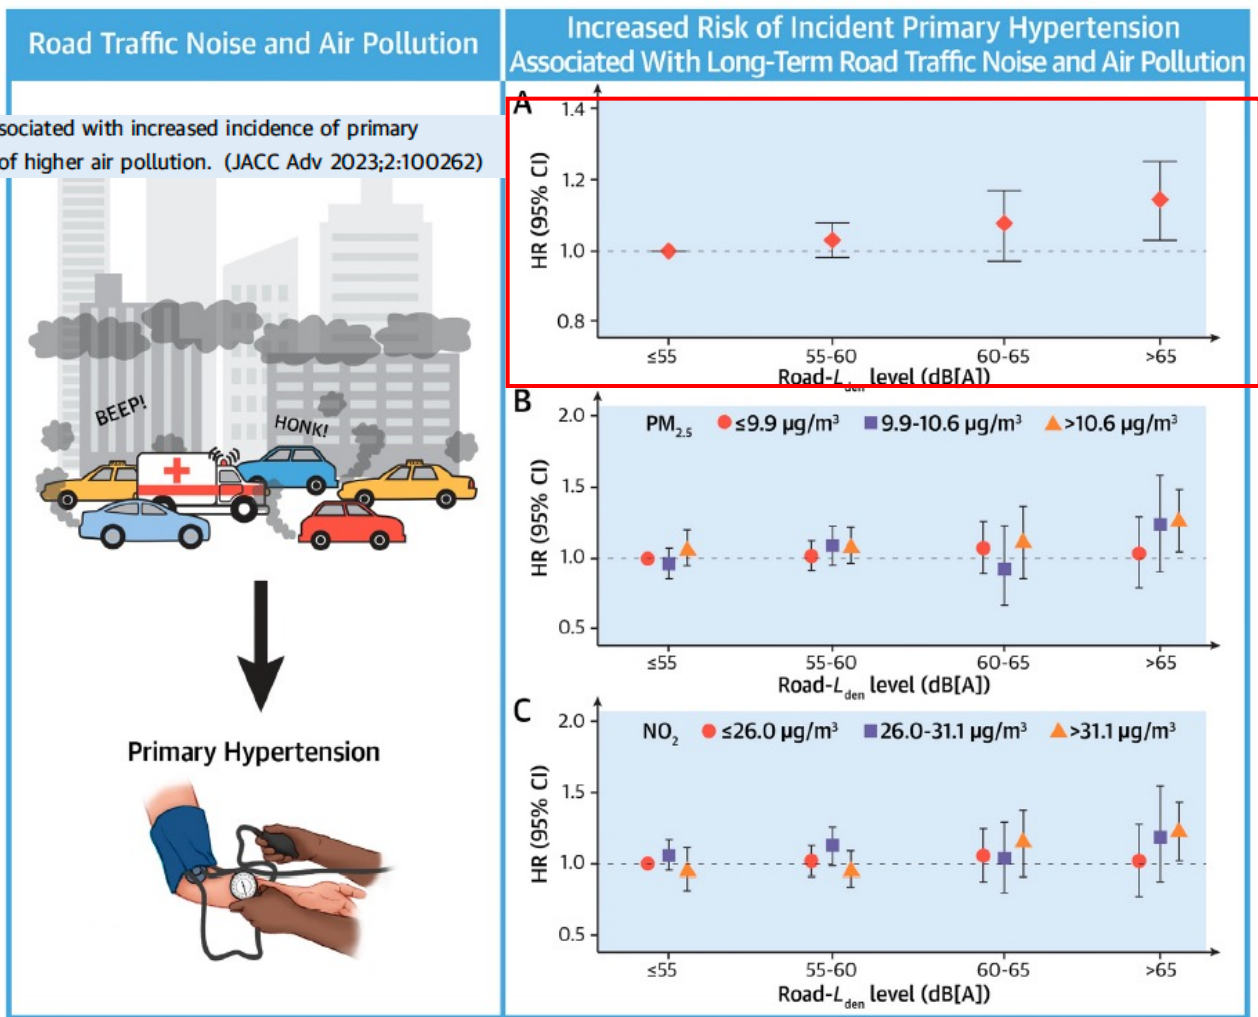 Road Traffic Noise and Air Pollution
sociated with increased incidence of primary
of higher air pollution. (JACC Adv 2023;2:100262)
BEEP!
HONK!
Primary Hypertension
Increased Risk of Incident Primary Hypertension
Associated With Long-Term Road Traffic Noise and Air Pollution
A
HR (95% CI)
1.4
1.2
1.0
0.8
≤55 55-60 60-65 >65
Road-Lden level (dB[A])
B
PM2.5 ≤9.9 µg/m³ 9.9-10.6 µg/m³ >10.6 µg/m³
HR (95% CI)
2.0
1.5
1.0
0.5
≤55 55-60 60-65 >65
Road-Lden level (dB[A])
C
NO2 ≤26.0 µg/m³ 26.0-31.1 µg/m³ >31.1 µg/m³
HR (95% CI)
2.0
1.5
1.0
0.5
≤55 55-60 60-65 >65
Road-Lden level (dB[A])